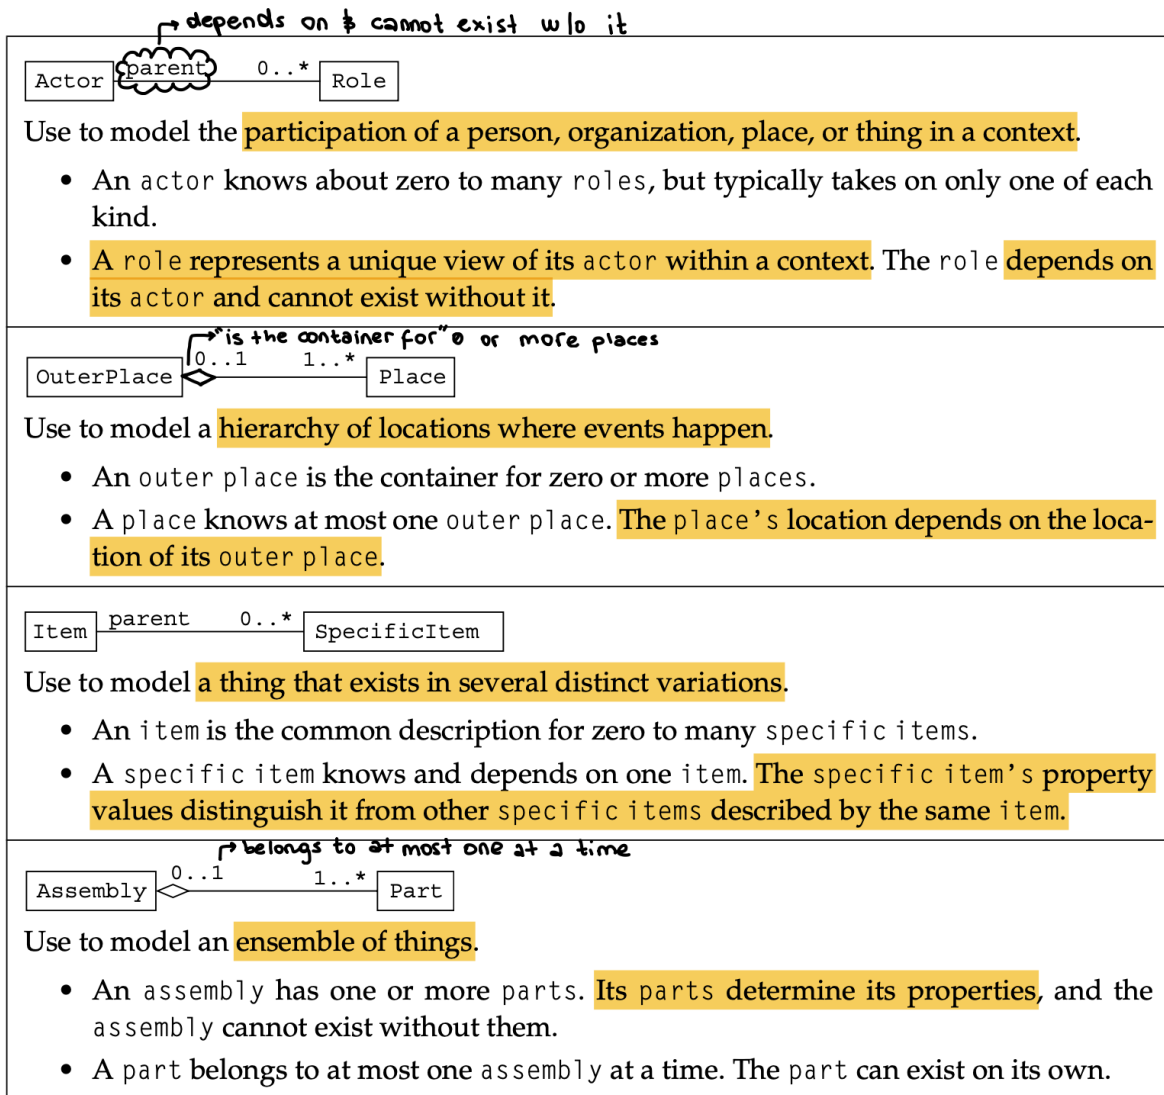 depends on & cannot exist w/o it
Actor parent 0..* Role
Use to model the participation of a person, organization, place, or thing in a context.
• An actor knows about zero to many roles, but typically takes on only one of each
kind.
• A role represents a unique view of its actor within a context. The role depends on
its actor and cannot exist without it.
"is the container for" 0 or more places
OuterPlace 0..1 1..* Place
Use to model a hierarchy of locations where events happen.
• An outer place is the container for zero or more places.
• A place knows at most one outer place. The place's location depends on the loca-
tion of its outer place.
Item parent 0..* SpecificItem
Use to model a thing that exists in several distinct variations.
• An item is the common description for zero to many specific items.
• A specific item knows and depends on one item. The specific item's property
values distinguish it from other specific items described by the same item.
belongs to at most one at a time
Assembly 0..1 1..* Part
Use to model an ensemble of things.
• An assembly has one or more parts. Its parts determine its properties, and the
assembly cannot exist without them.
• A part belongs to at most one assembly at a time. The part can exist on its own.